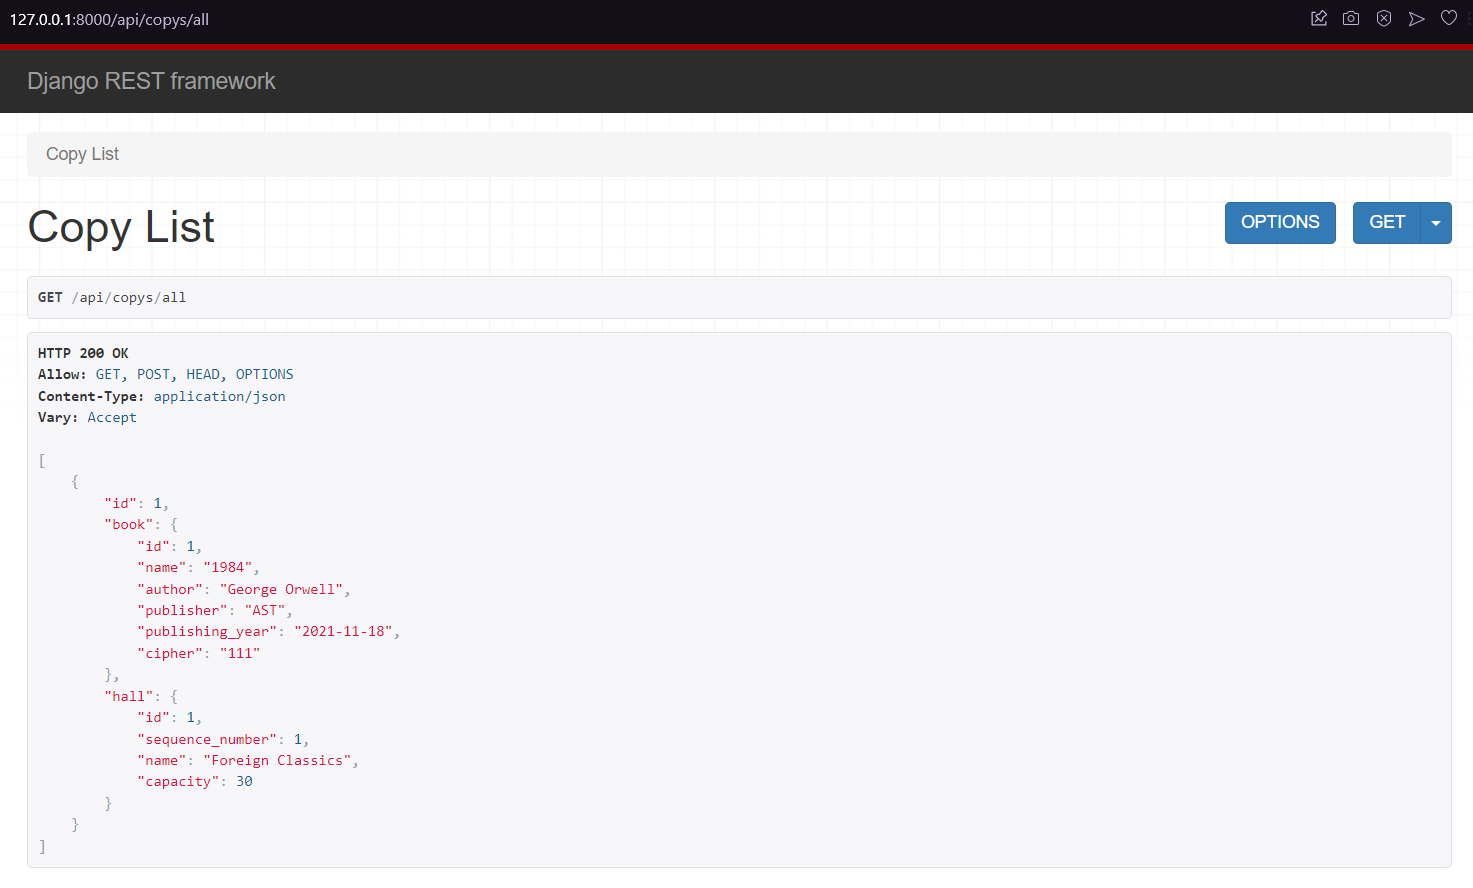 127.0.0.1:8000/api/copys/all
Django REST framework
Copy List
Copy List
OPTIONS
GET
GET /api/copys/all
HTTP 200 OK
Allow: GET, POST, HEAD, OPTIONS
Content-Type: application/json
Vary: Accept
[
    {
        "id": 1,
        "book": {
            "id": 1,
            "name": "1984",
            "author": "George Orwell",
            "publisher": "AST",
            "publishing_year": "2021-11-18",
            "cipher": "111"
        },
        "hall": {
            "id": 1,
            "sequence_number": 1,
            "name": "Foreign Classics",
            "capacity": 30
        }
    }
]